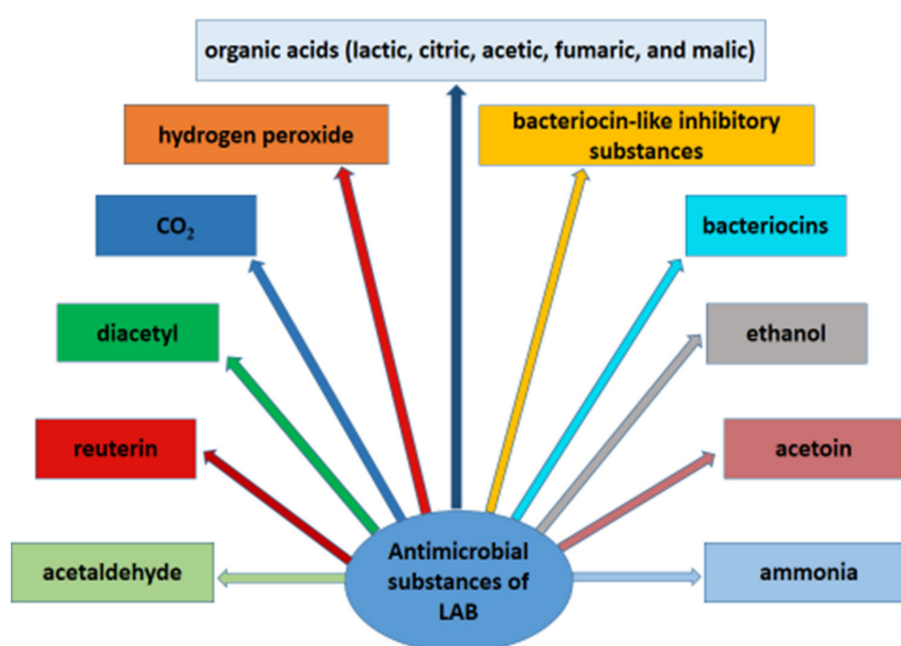 organic acids (lactic, citric, acetic, fumaric, and malic)
hydrogen peroxide
bacteriocin-like inhibitory
substances
CO₂
bacteriocins
diacetyl
ethanol
reuterin
acetoin
acetaldehyde
Antimicrobial
substances of
LAB
ammonia